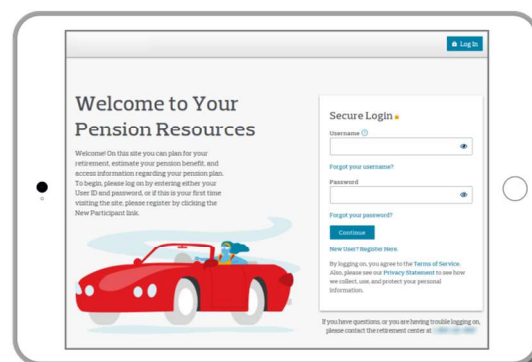 Log In
Welcome to Your
Pension Resources
Welcome! On this site you can plan for your
retirement, estimate your pension benefit, and
access information regarding your pension plan.
To begin, please log on by entering either your
User ID and password, or if this is your first time
visiting the site, please register by clicking the
New Participant link.
Secure Login
Username
Forgot your username?
Password
Forgot your password?
Continue
New User? Register Here.
By logging on, you agree to the Terms of Service.
Also, please see our Privacy Statement to see how
we collect, use, and protect your personal
information.
If you have questions, or you are having trouble logging on,
please contact the retirement center at